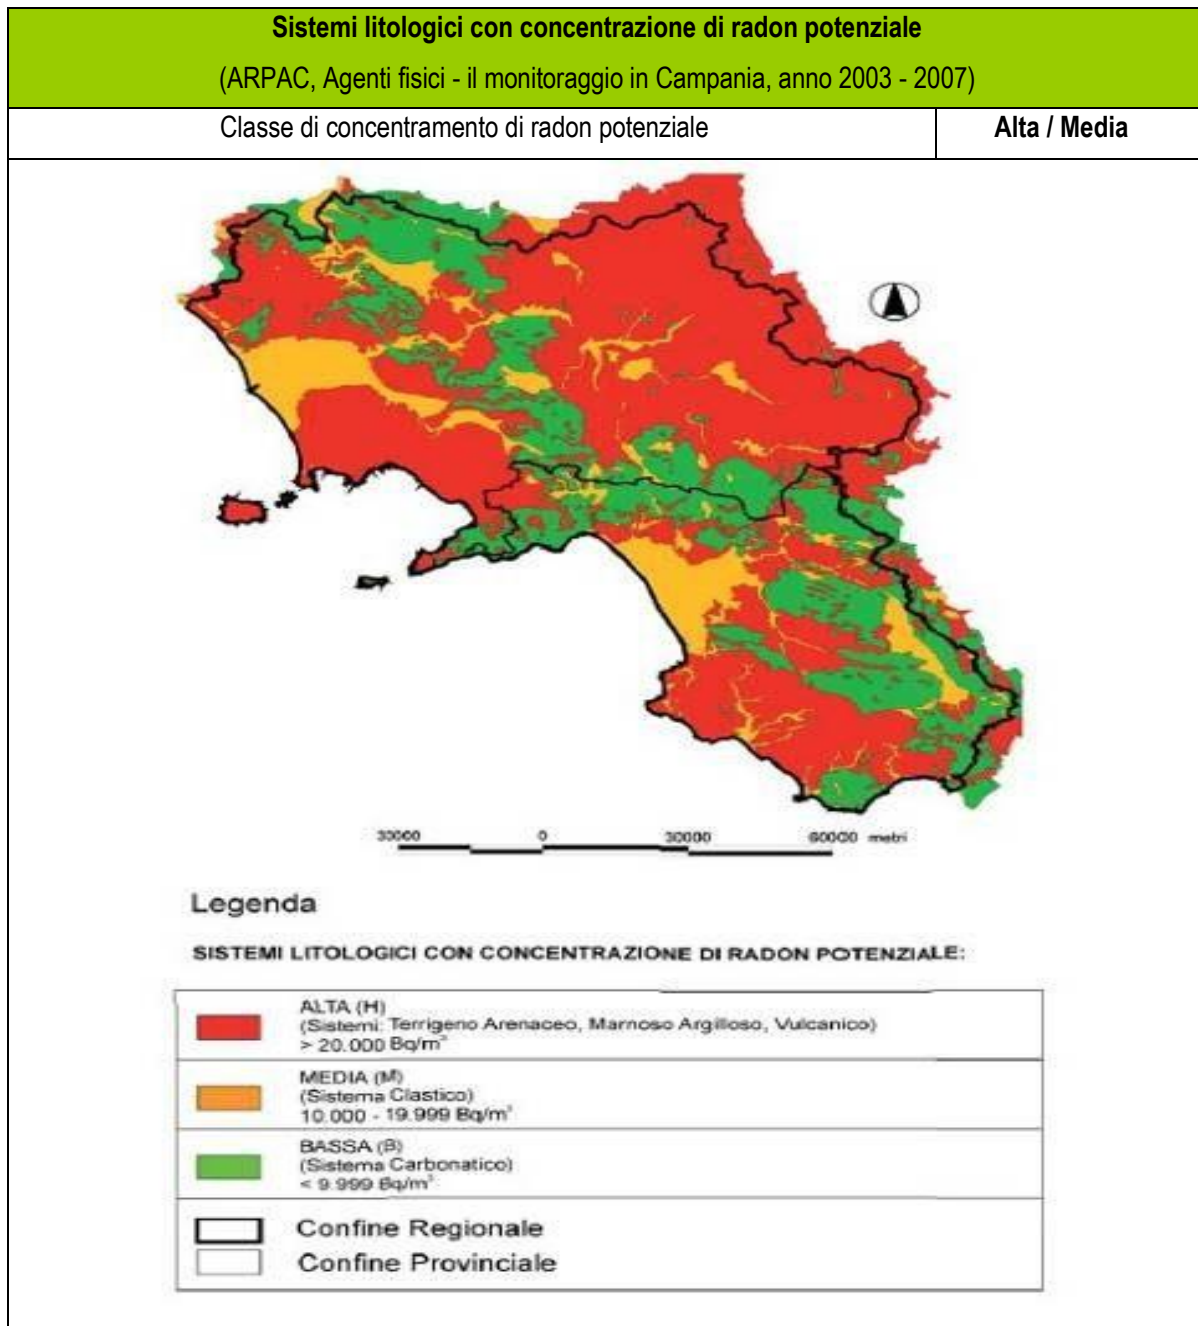 Sistemi litologici con concentrazione di radon potenziale
(ARPAC, Agenti fisici - il monitoraggio in Campania, anno 2003 - 2007)
Classe di concentramento di radon potenziale
Alta / Media
30000 0 30000 60000 metri
Legenda
SISTEMI LITOLOGICI CON CONCENTRAZIONE DI RADON POTENZIALE:
ALTA (H)
(Sistemi: Terrigeno Arenaceo, Marnoso Argilloso, Vulcanico)
> 20.000 Bq/m³
MEDIA (M)
(Sistema Clastico)
10.000 - 19.999 Bq/m³
BASSA (B)
(Sistema Carbonatico)
< 9.999 Bq/m³
Confine Regionale
Confine Provinciale